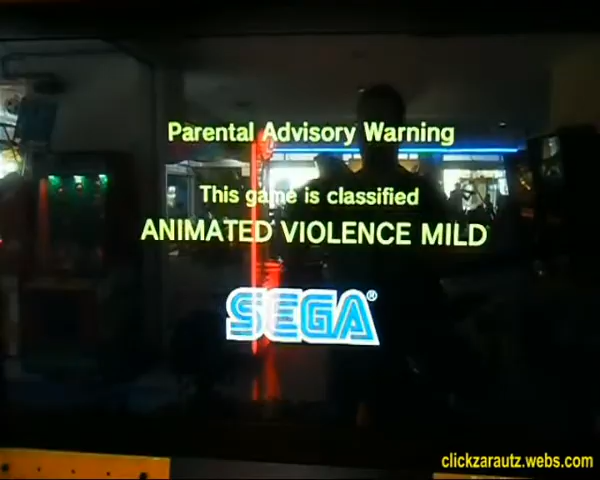 Parental Advisory Warning
This game is classified
ANIMATED VIOLENCE MILD
SEGA®
clickzarautz.webs.com